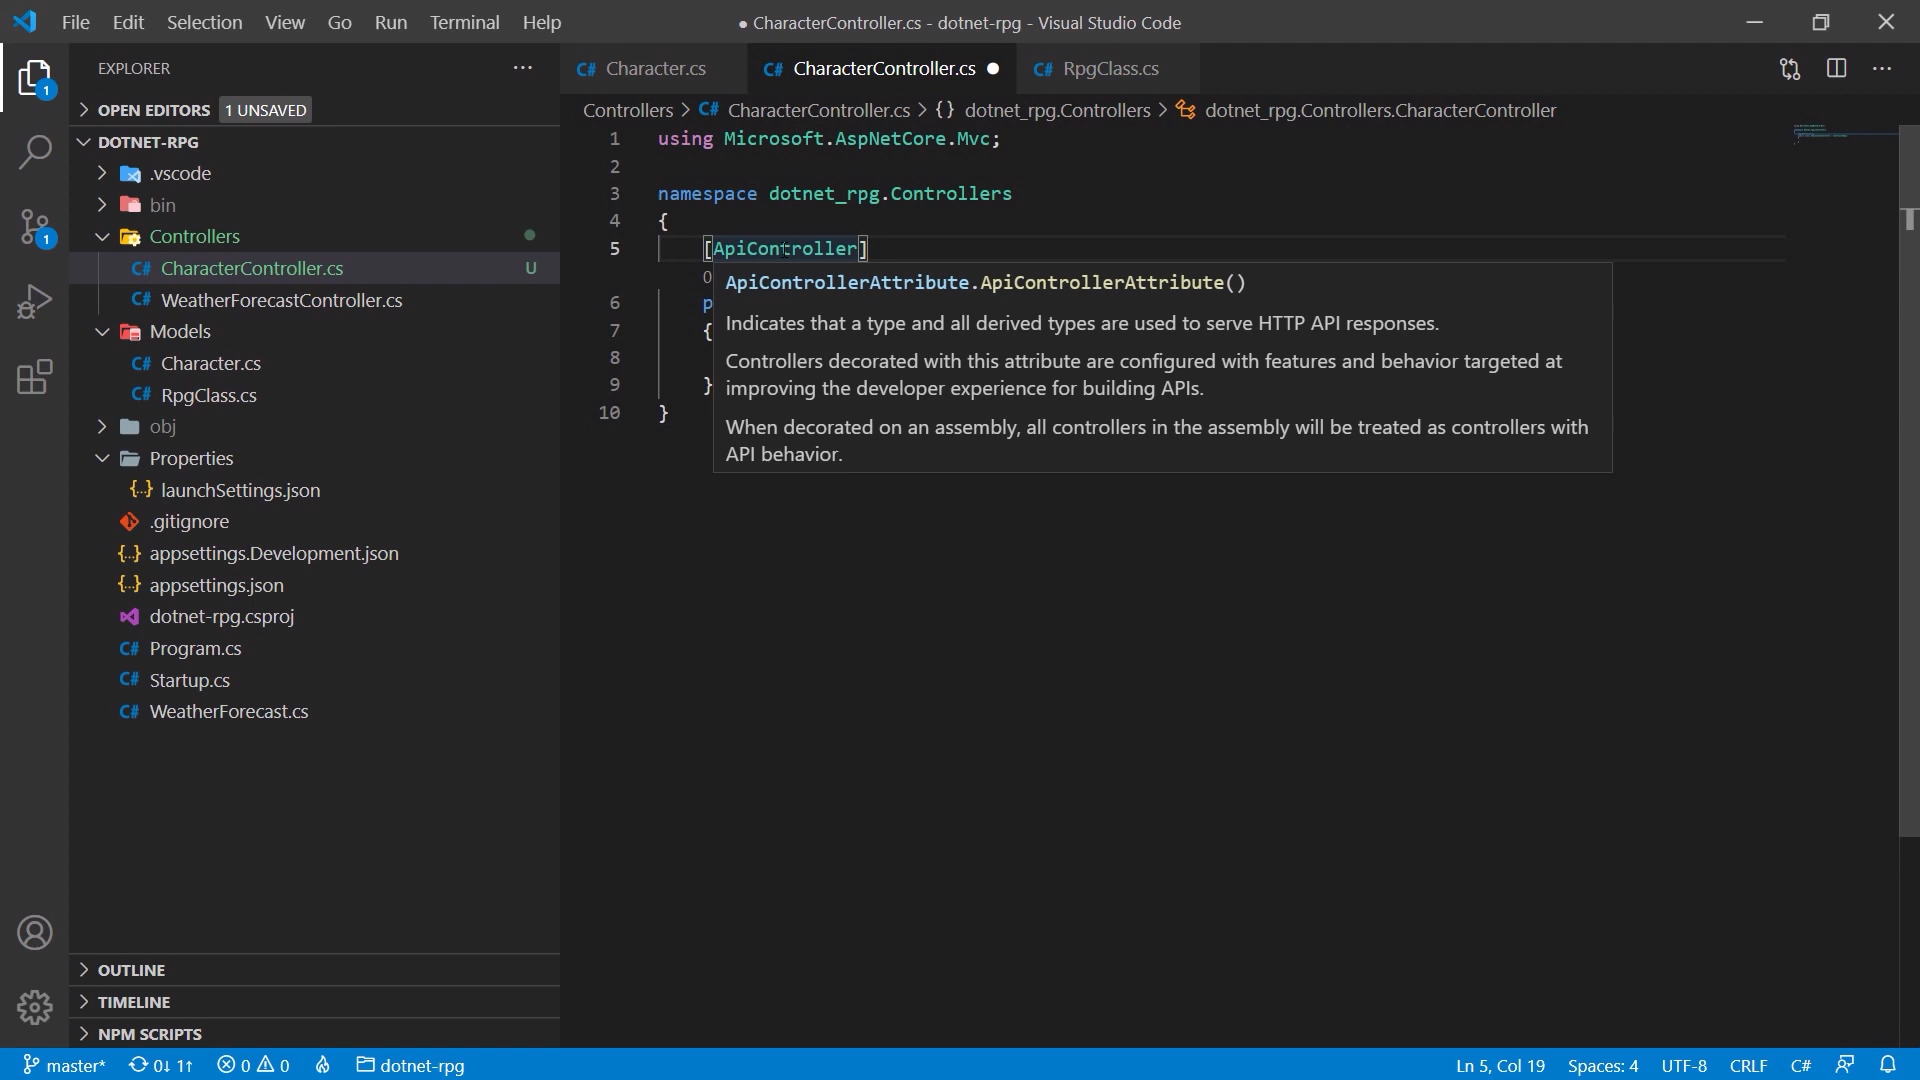 File Edit Selection View Go Run Terminal Help
● CharacterController.cs - dotnet-rpg - Visual Studio Code
EXPLORER
OPEN EDITORS 1 UNSAVED
DOTNET-RPG
.vscode
bin
Controllers
C# CharacterController.cs U
C# WeatherForecastController.cs
Models
C# Character.cs
C# RpgClass.cs
obj
Properties
{..} launchSettings.json
.gitignore
{..} appsettings.Development.json
{..} appsettings.json
dotnet-rpg.csproj
C# Program.cs
C# Startup.cs
C# WeatherForecast.cs
OUTLINE
TIMELINE
NPM SCRIPTS
1
1
C# Character.cs C# CharacterController.cs ● C# RpgClass.cs
Controllers > C# CharacterController.cs > {} dotnet_rpg.Controllers > dotnet_rpg.Controllers.CharacterController
1 using Microsoft.AspNetCore.Mvc;
2
3 namespace dotnet_rpg.Controllers
4 {
5 [ApiController]
0
6 p
7 {
8
9 }
10 }
ApiControllerAttribute.ApiControllerAttribute()
Indicates that a type and all derived types are used to serve HTTP API responses.
Controllers decorated with this attribute are configured with features and behavior targeted at
improving the developer experience for building APIs.
When decorated on an assembly, all controllers in the assembly will be treated as controllers with
API behavior.
master* 0↓ 1↑ 0 0 dotnet-rpg Ln 5, Col 19 Spaces: 4 UTF-8 CRLF C#